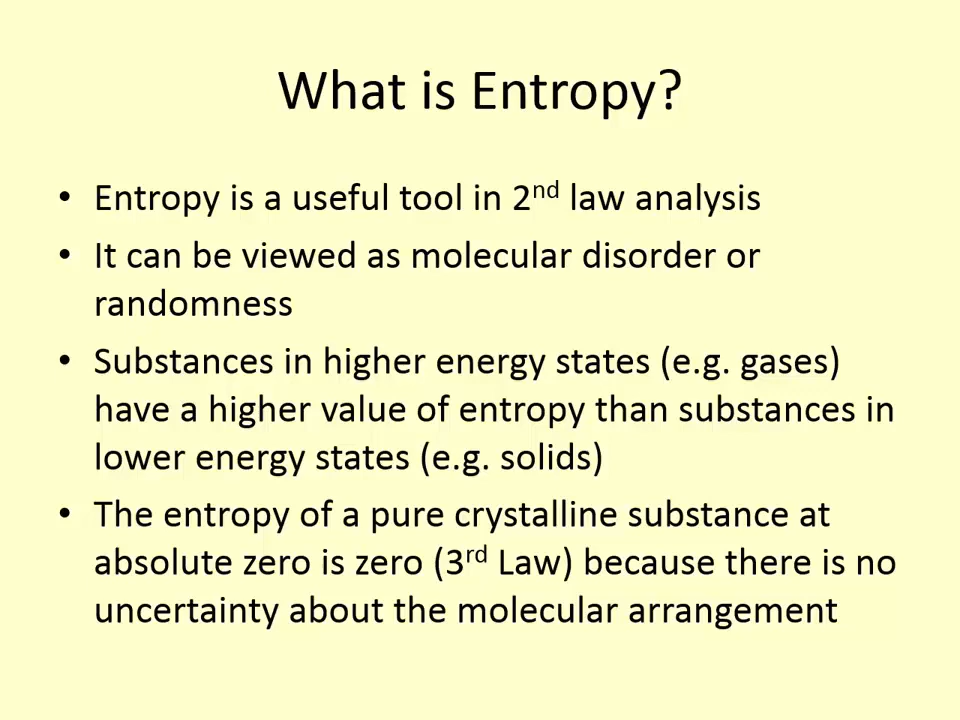 What is Entropy?
• Entropy is a useful tool in 2nd law analysis
• It can be viewed as molecular disorder or
randomness
• Substances in higher energy states (e.g. gases)
have a higher value of entropy than substances in
lower energy states (e.g. solids)
• The entropy of a pure crystalline substance at
absolute zero is zero (3rd Law) because there is no
uncertainty about the molecular arrangement